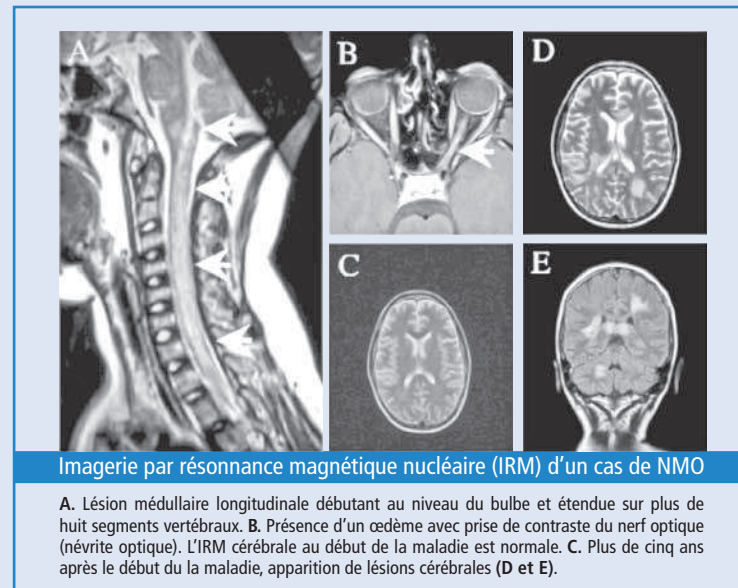 A
B
D
C
E
Imagerie par résonnance magnétique nucléaire (IRM) d'un cas de NMO
A. Lésion médullaire longitudinale débutant au niveau du bulbe et étendue sur plus de
huit segments vertébraux. B. Présence d'un œdème avec prise de contraste du nerf optique
(névrite optique). L'IRM cérébrale au début de la maladie est normale. C. Plus de cinq ans
après le début du la maladie, apparition de lésions cérébrales (D et E).